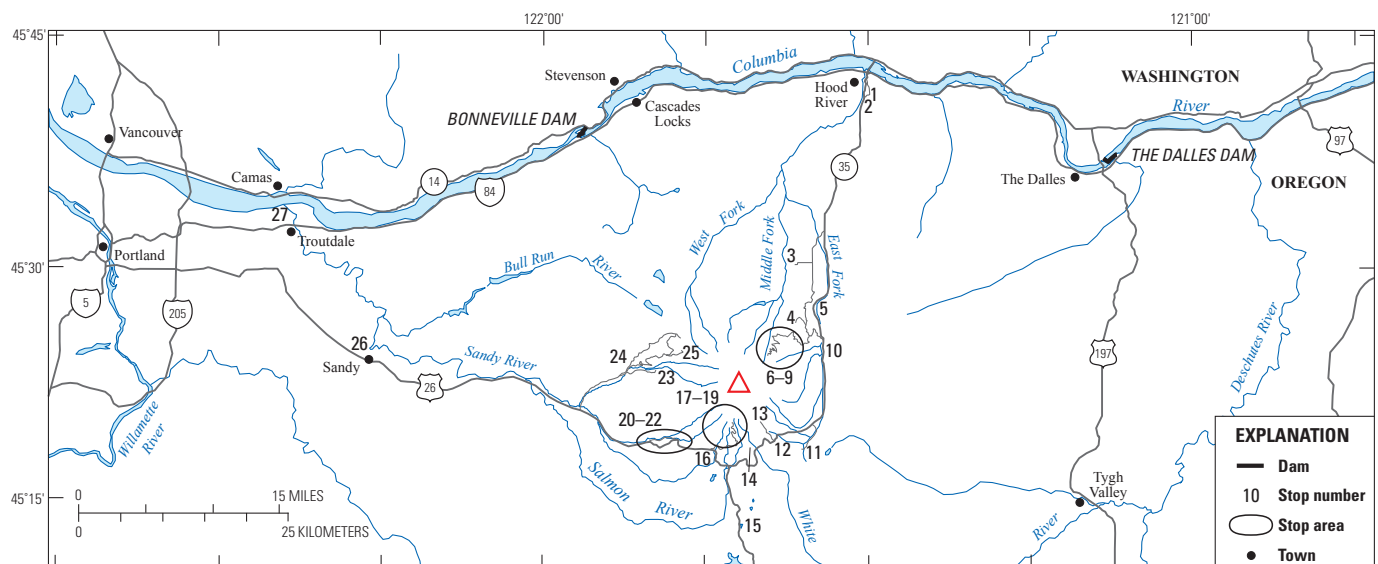 122°00'
121°00'
45°45'
Columbia
Stevenson
WASHINGTON
Hood
River
1
2
Cascades
Locks
River
BONNEVILLE DAM
Vancouver
97
THE DALLES DAM
35
Camas
14
84
The Dalles
OREGON
27
Troutdale
West
Fork
Middle Fork
East
Fork
Portland
3
45°30'
Bull Run
River
5
205
5
4
26
Sandy
Sandy River
24
25
10
197
Deschutes River
23
6–9
26
17–19
13
20–22
Willamette
River
16
12
11
EXPLANATION
Dam
14
Salmon
River
10 Stop number
45°15'
0 15 MILES
0 25 KILOMETERS
Tygh
Valley
15
White
River
Stop area
Town